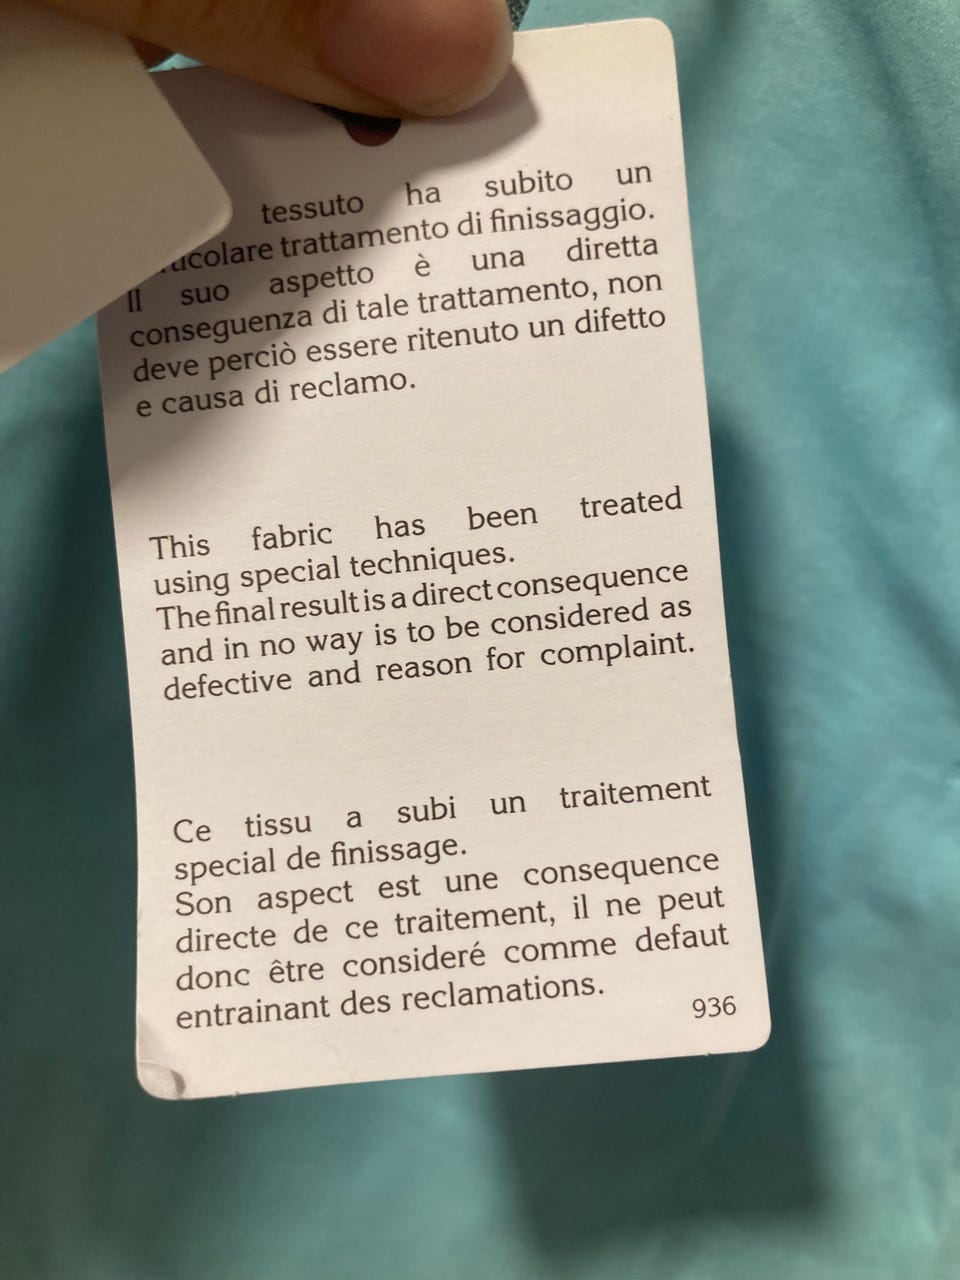 tessuto ha subito un
ticolare trattamento di finissaggio.
Il suo aspetto è una diretta
conseguenza di tale trattamento, non
deve perciò essere ritenuto un difetto
e causa di reclamo.
This fabric has been treated
using special techniques.
The final result is a direct consequence
and in no way is to be considered as
defective and reason for complaint.
Ce tissu a subi un traitement
special de finissage.
Son aspect est une consequence
directe de ce traitement, il ne peut
donc être consideré comme defaut
entrainant des reclamations.
936